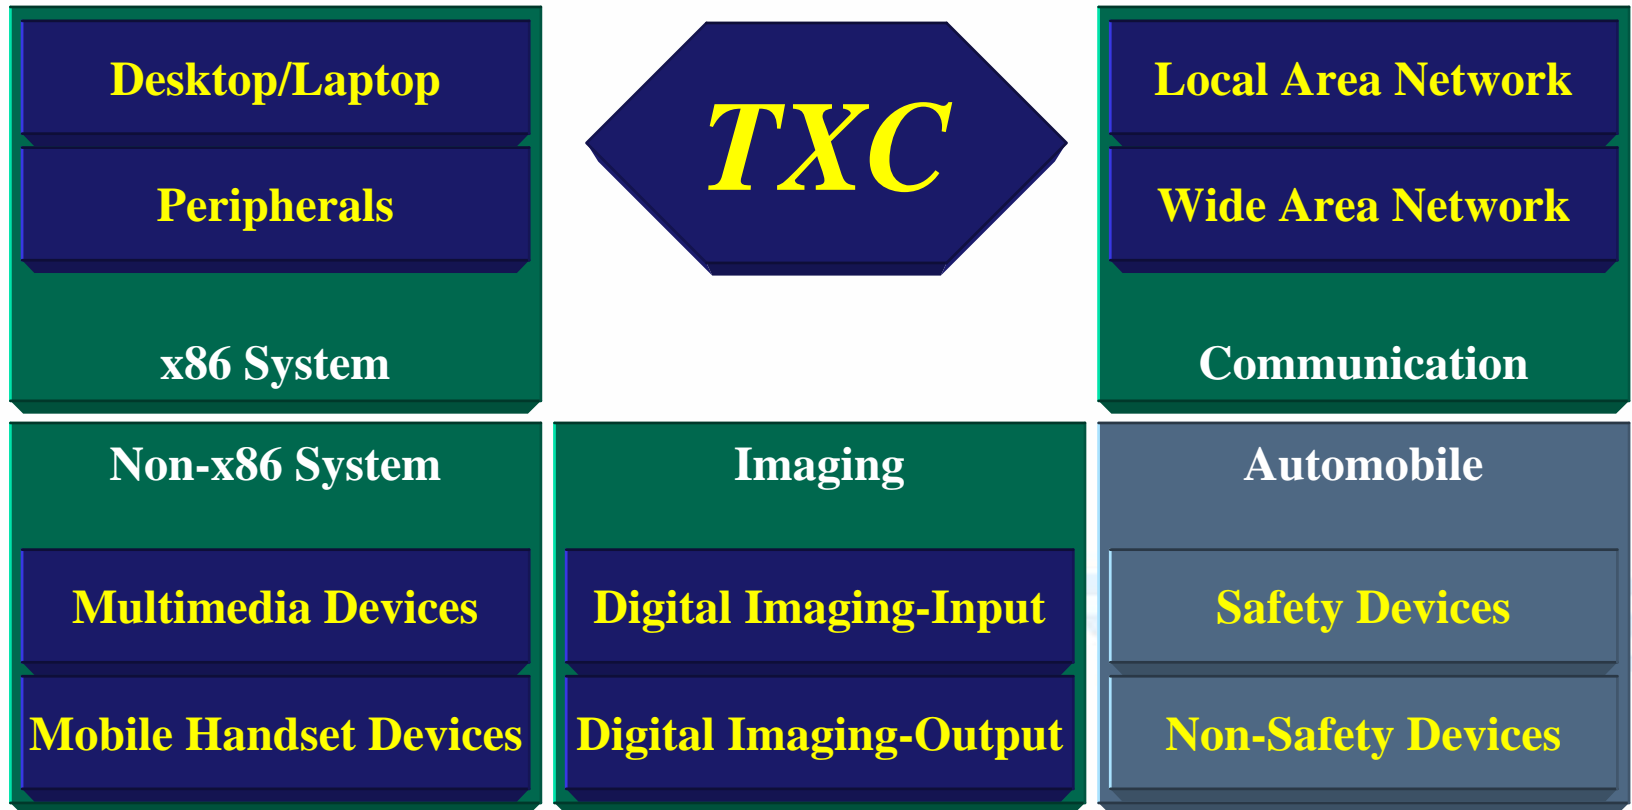 Desktop/Laptop
Peripherals
x86 System
TXC
Local Area Network
Wide Area Network
Communication
Non-x86 System
Multimedia Devices
Mobile Handset Devices
Imaging
Digital Imaging-Input
Digital Imaging-Output
Automobile
Safety Devices
Non-Safety Devices